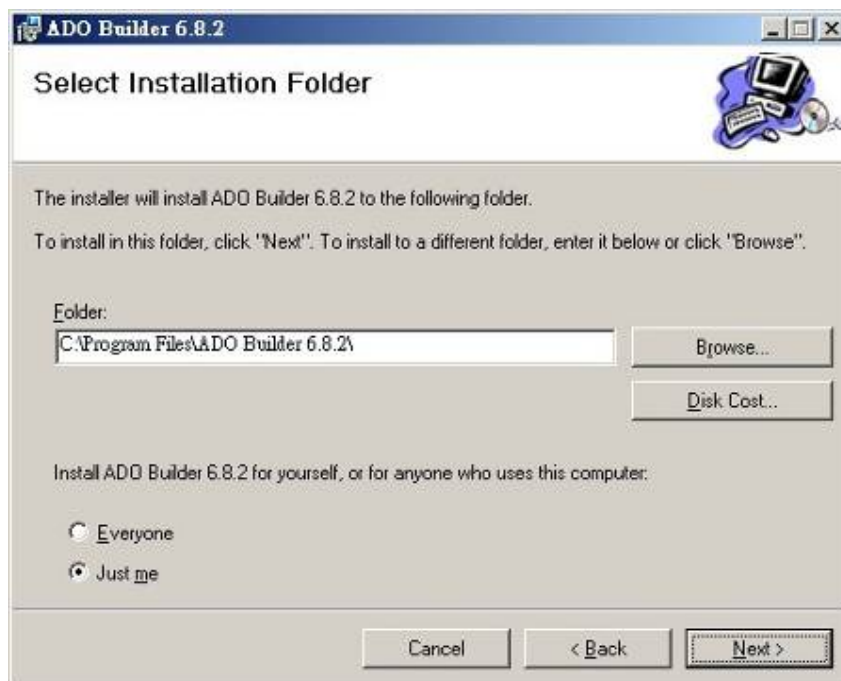 ADO Builder 6.8.2
Select Installation Folder
The installer will install ADO Builder 6.8.2 to the following folder.
To install in this folder, click "Next". To install to a different folder, enter it below or click "Browse".
Folder:
C:\Program Files\ADO Builder 6.8.2\
Browse...
Disk Cost...
Install ADO Builder 6.8.2 for yourself, or for anyone who uses this computer:
Everyone
Just me
Cancel < Back Next >